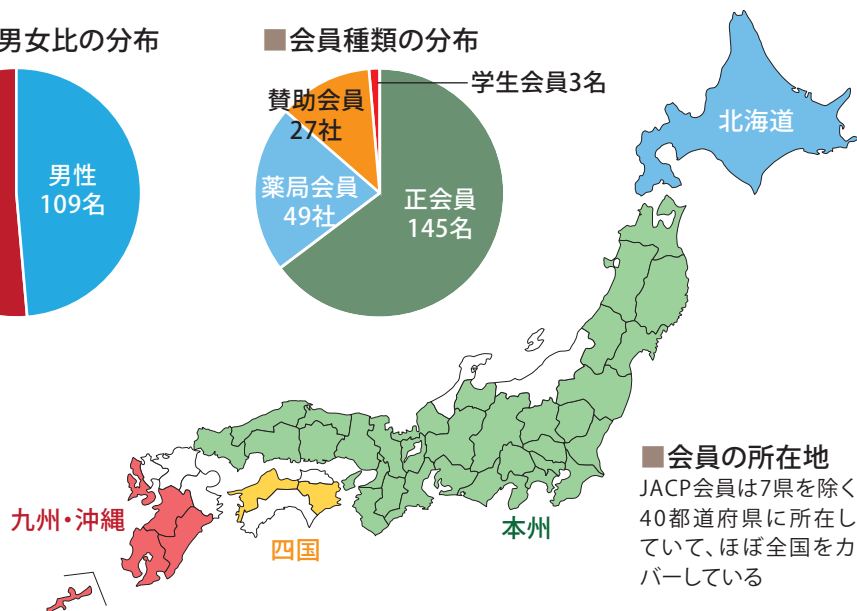 男女比の分布
男性
109名
■会員種類の分布
学生会員3名
賛助会員
27社
薬局会員
49社
正会員
145名
北海道
本州
四国
九州・沖縄
■会員の所在地
JACP会員は7県を除く
40都道府県に所在し
ていて、ほぼ全国をカ
バーしている